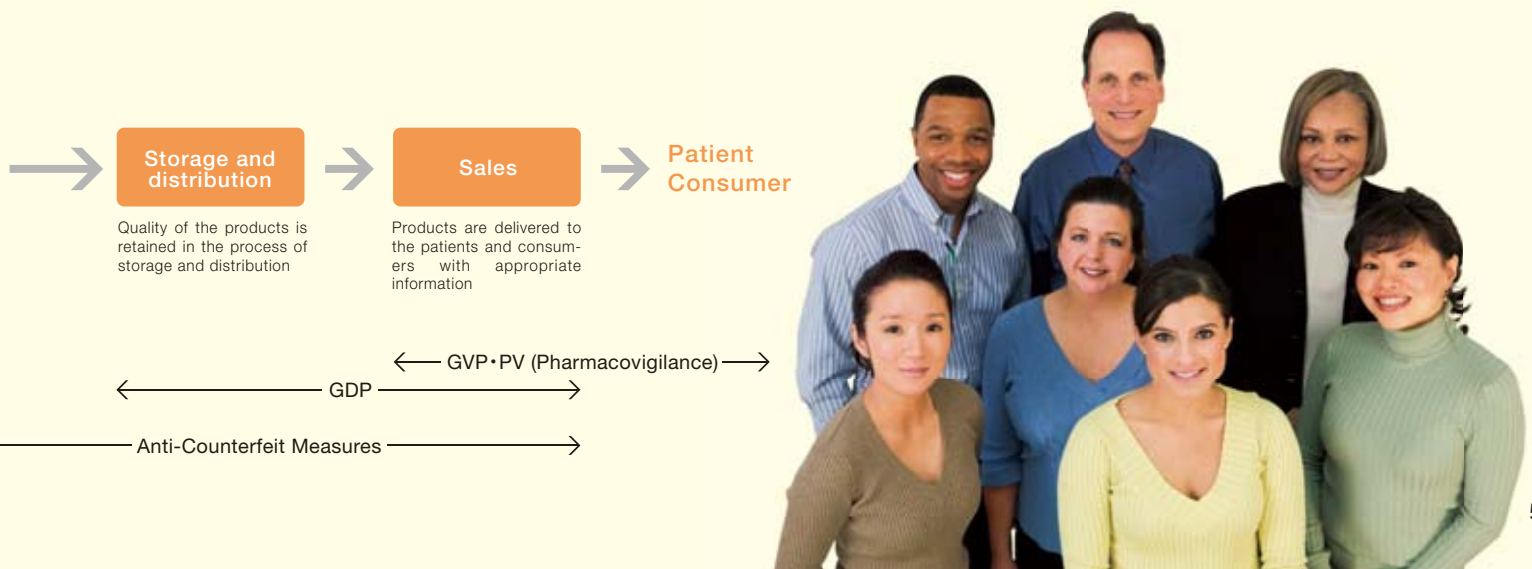 Storage and
distribution
Quality of the products is
retained in the process of
storage and distribution
Sales
Products are delivered to
the patients and consum-
ers with appropriate
information
Patient
Consumer
GVP・PV (Pharmacovigilance)
GDP
Anti-Counterfeit Measures